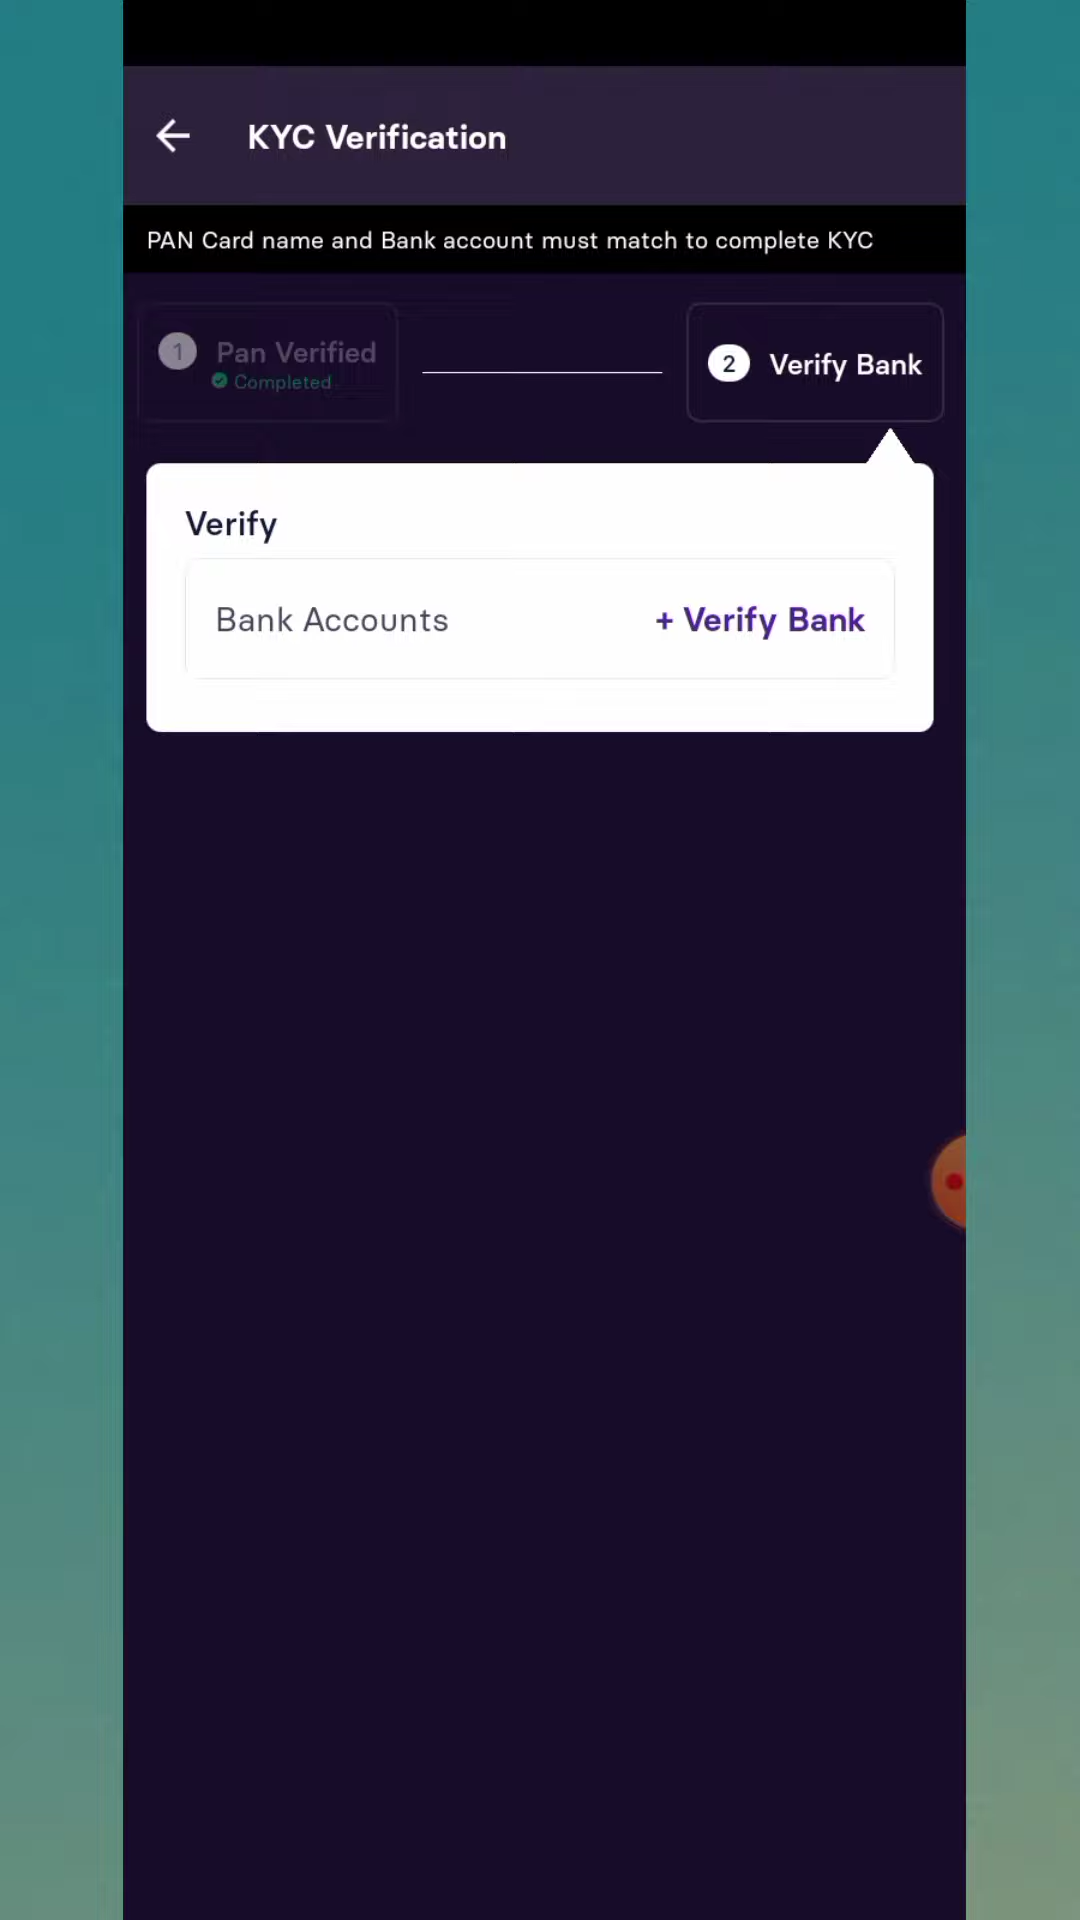 KYC Verification
PAN Card name and Bank account must match to complete KYC
1 Pan Verified
Completed
2 Verify Bank
Verify
Bank Accounts + Verify Bank